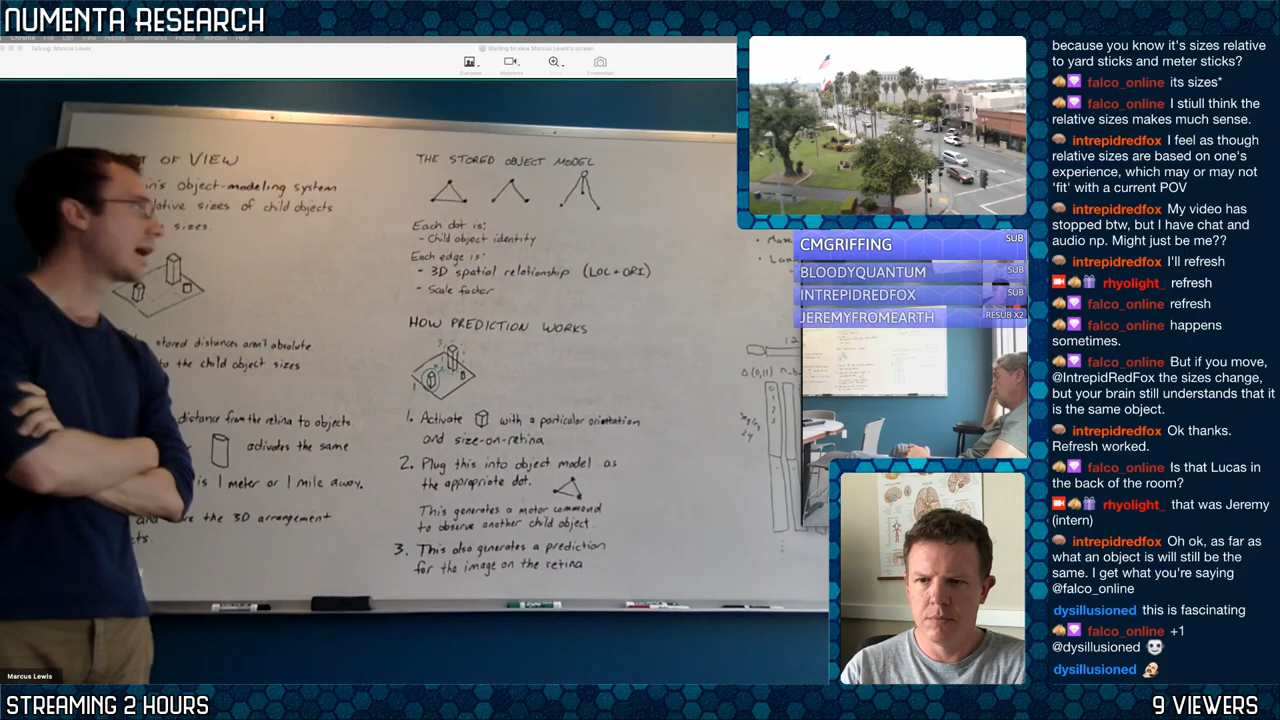 NUMENTA RESEARCH
Talking: Marcus Lewis
Waiting to view Marcus Lewis's screen
T OF VIEW
n's object-modeling system
lative sizes of child objects
sizes.
stored distances aren't absolute
to the child object sizes
distance from the retina to objects.
activates the same
is 1 meter or 1 mile away.
the 3D arrangement
THE STORED OBJECT MODEL
Each dot is:
- Child object identity
Each edge is:
- 3D spatial relationship (LOC + ORI)
- Scale factor
HOW PREDICTION WORKS
1. Activate with a particular orientation
and size-on-retina
2. Plug this into object model as
the appropriate dot.
This generates a motor command
to observe another child object.
3. This also generates a prediction
for the image on the retina
Marcus Lewis
CMGRIFFING SUB
BLOODYQUANTUM SUB
INTREPIDREDFOX SUB
JEREMYFROMEARTH RESUB X2
because you know it's sizes relative
to yard sticks and meter sticks?
falco_online its sizes*
falco_online I stiull think the
relative sizes makes much sense.
intrepidredfox I feel as though
relative sizes are based on one's
experience, which may or may not
'fit' with a current POV
intrepidredfox My video has
stopped btw, but I have chat and
audio np. Might just be me??
intrepidredfox I'll refresh
rhyolight_ refresh
falco_online refresh
falco_online happens
sometimes.
falco_online But if you move,
@IntrepidRedFox the sizes change,
but your brain still understands that it
is the same object.
intrepidredfox Ok thanks.
Refresh worked.
falco_online Is that Lucas in
the back of the room?
rhyolight_ that was Jeremy
(intern)
intrepidredfox Oh ok, as far as
what an object is will still be the
same. I get what you're saying
@falco_online
dysillusioned this is fascinating
falco_online +1
@dysillusioned
dysillusioned
STREAMING 2 HOURS
9 VIEWERS